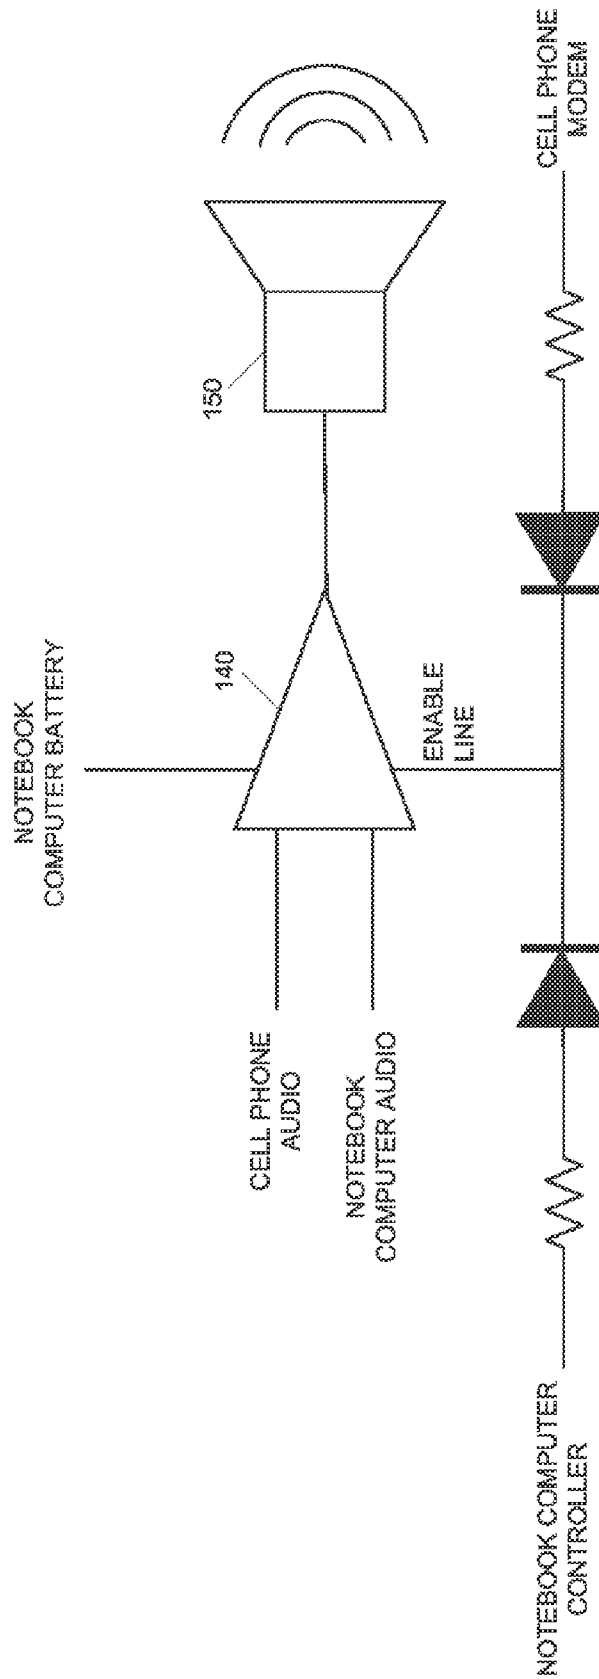 NOTEBOOK
COMPUTER BATTERY
140
150
CELL PHONE
AUDIO
NOTEBOOK
COMPUTER AUDIO
ENABLE
LINE
NOTEBOOK COMPUTER
CONTROLLER
CELL PHONE
MODEM